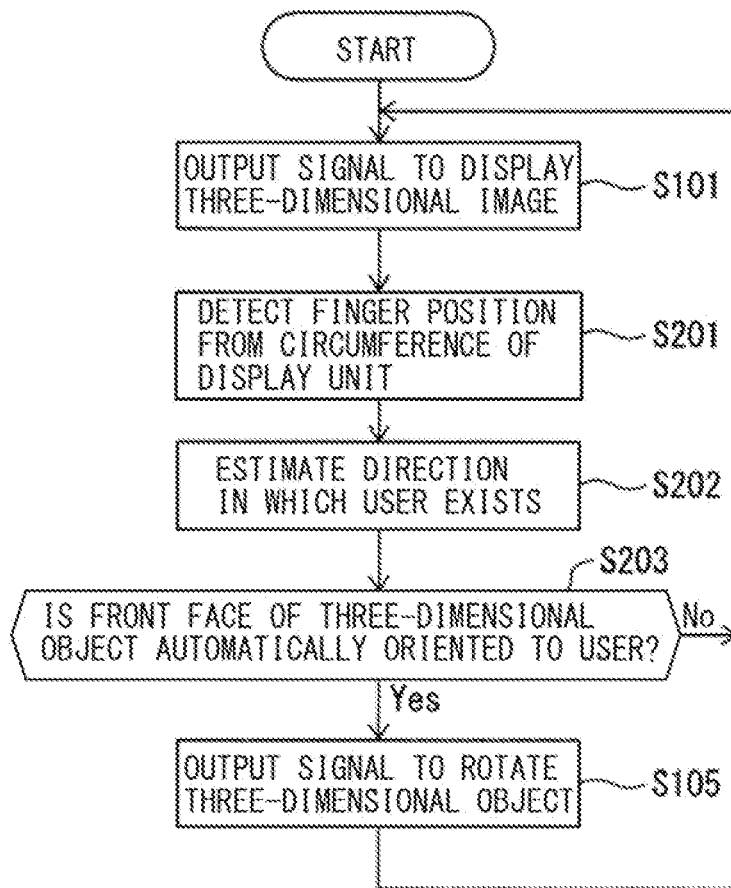 START
OUTPUT SIGNAL TO DISPLAY
THREE-DIMENSIONAL IMAGE
S101
DETECT FINGER POSITION
FROM CIRCUMFERENCE OF
DISPLAY UNIT
S201
ESTIMATE DIRECTION
IN WHICH USER EXISTS
S202
S203
IS FRONT FACE OF THREE-DIMENSIONAL
OBJECT AUTOMATICALLY ORIENTED TO USER?
No
Yes
OUTPUT SIGNAL TO ROTATE
THREE-DIMENSIONAL OBJECT
S105